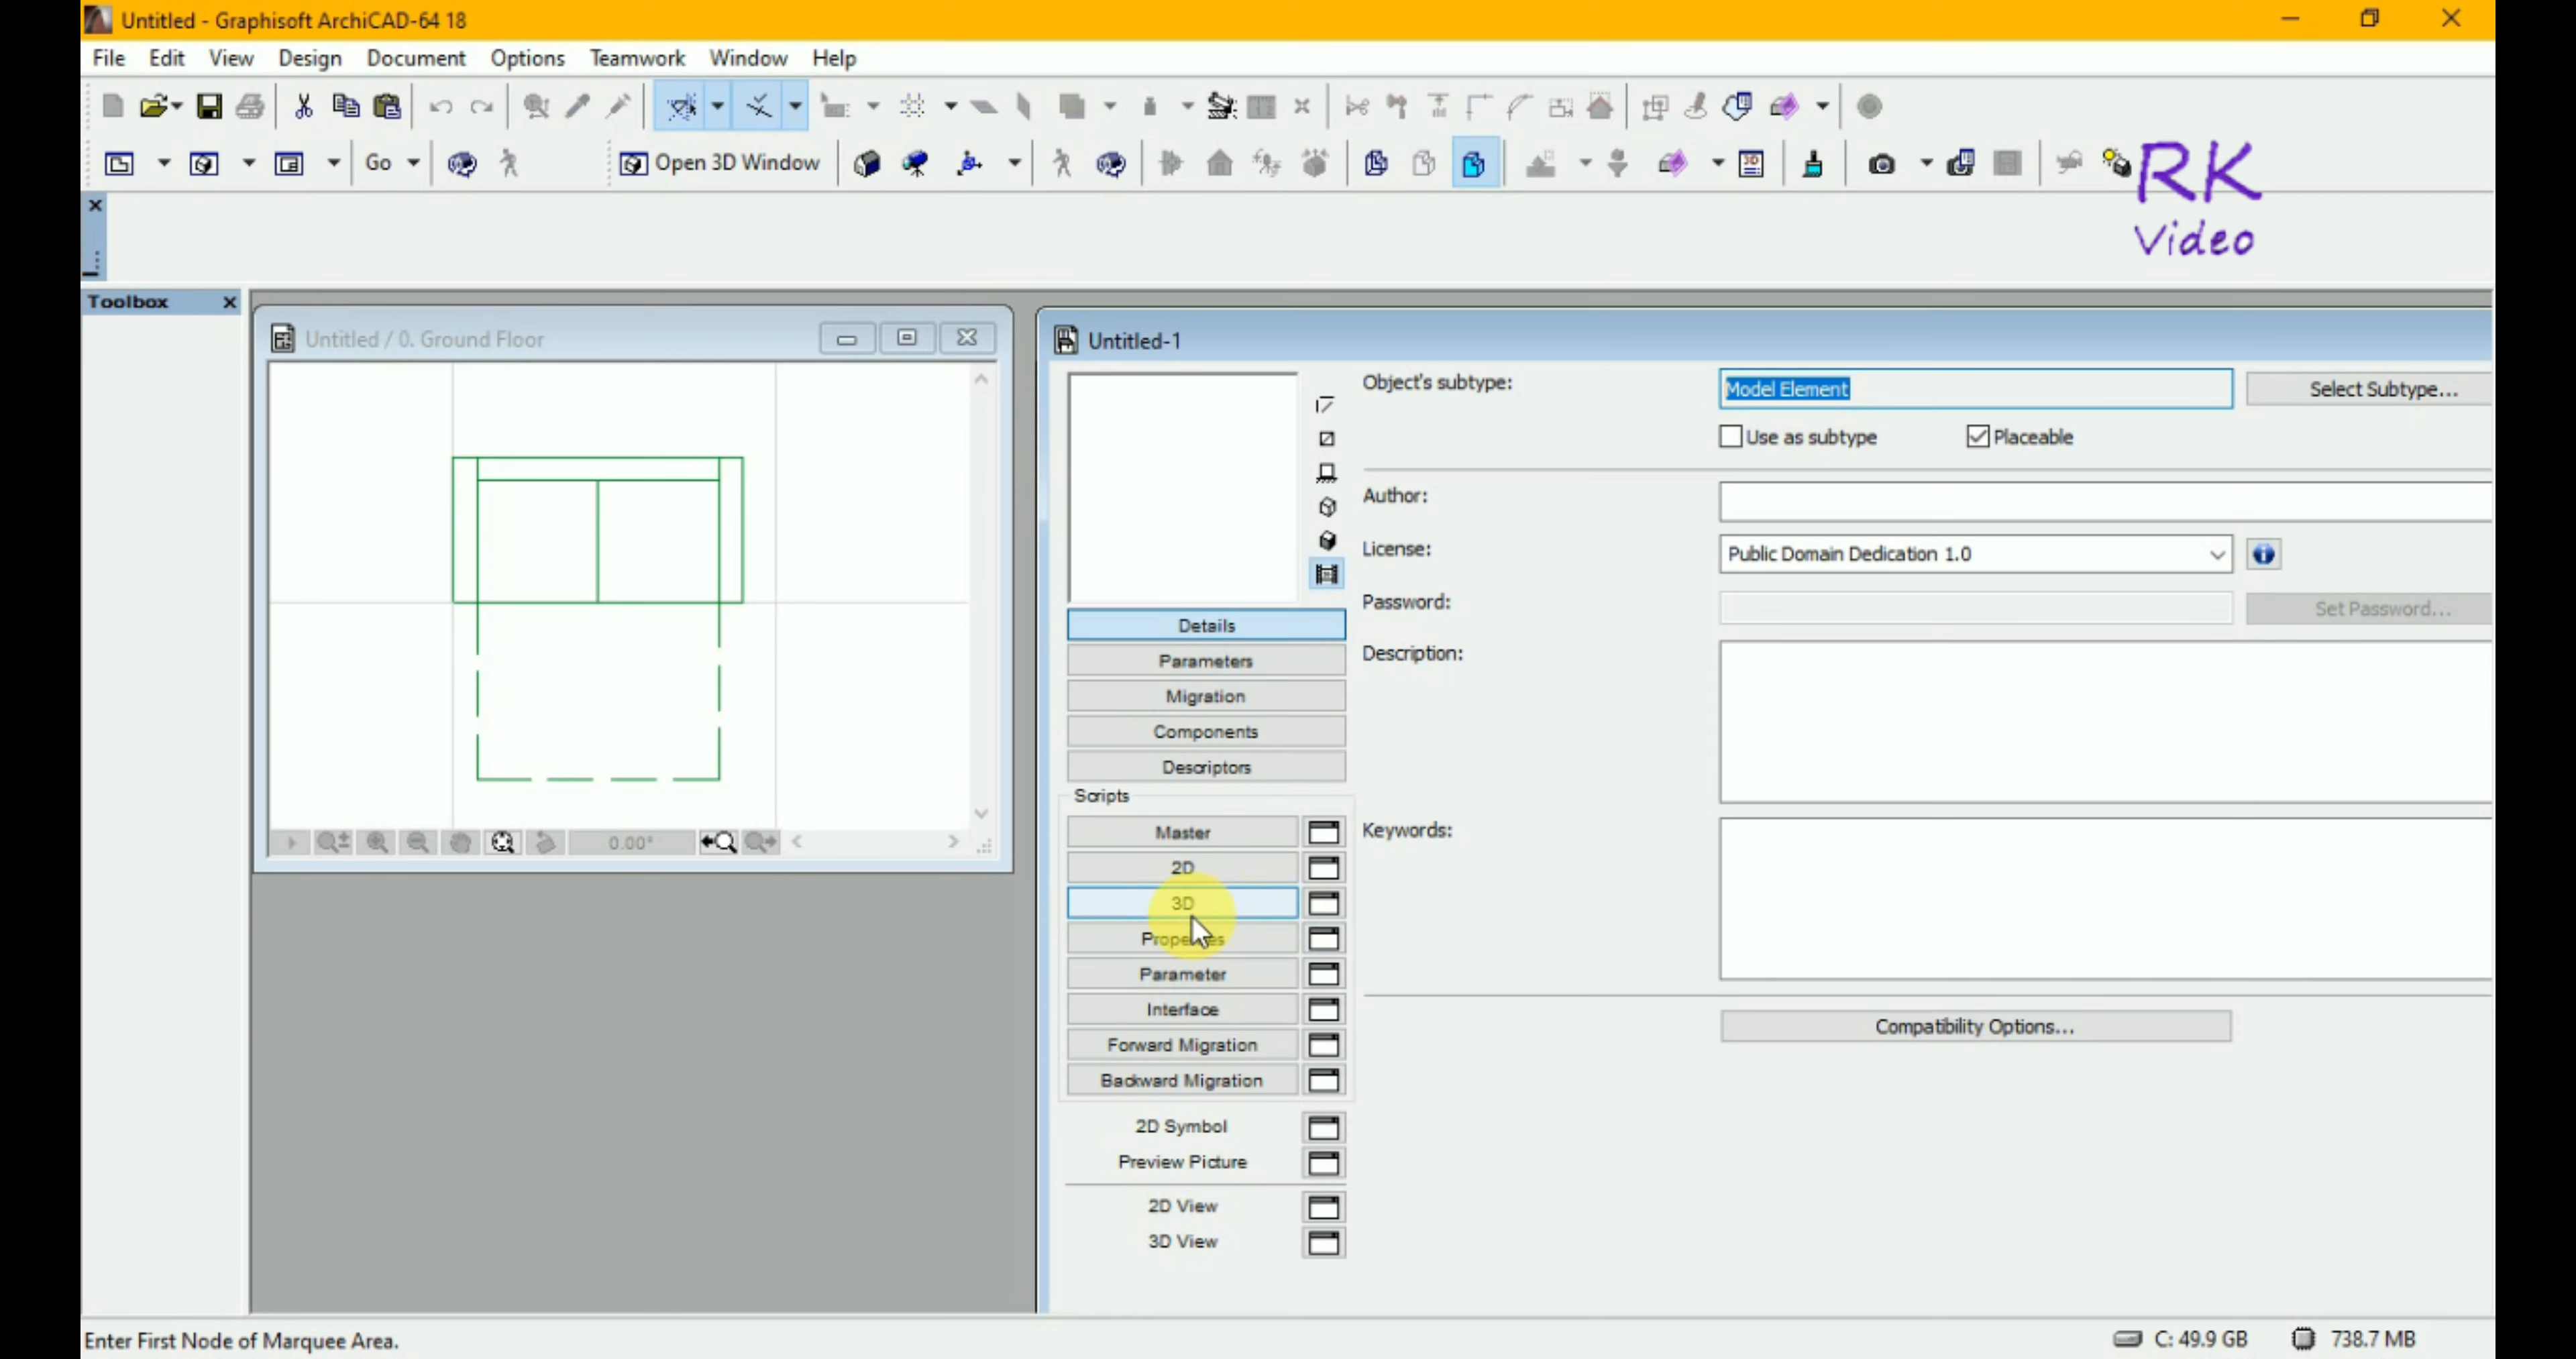 Untitled - Graphisoft ArchiCAD-64 18
File Edit View Design Document Options Teamwork Window Help
Go Open 3D Window
RK
Video
Toolbox
Untitled / 0. Ground Floor
Untitled-1
Object's subtype: Model Element Select Subtype...
Use as subtype Placeable
Author:
License: Public Domain Dedication 1.0
Password: Set Password...
Details
Description:
Parameters
Migration
Components
Descriptors
Scripts
Master
Keywords:
0.00°
2D
3D
Properties
Parameter
Interface
Compatibility Options...
Forward Migration
Backward Migration
2D Symbol
Preview Picture
2D View
3D View
Enter First Node of Marquee Area.
C: 49.9 GB 738.7 MB